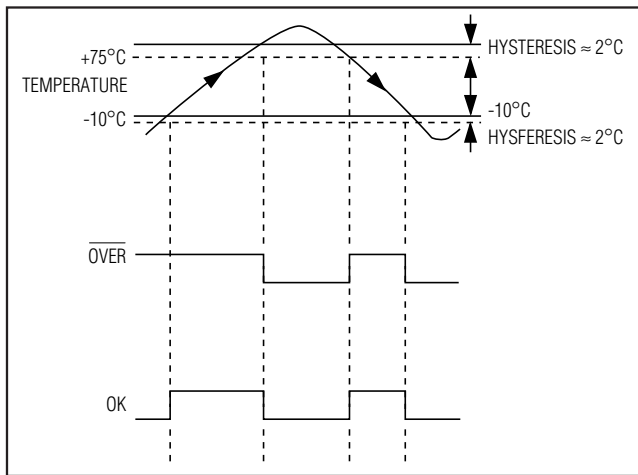 HYSTERESIS ≈ 2°C
+75°C
TEMPERATURE
-10°C
-10°C
HYSFERESIS ≈ 2°C
OVER
OK